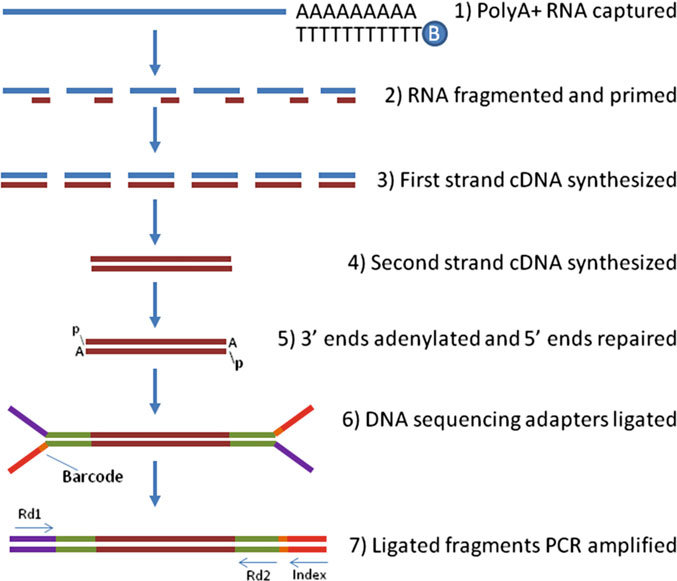 AAAAAAAAA
1) PolyA+ RNA captured
TTTTTTTTTTT B
2) RNA fragmented and primed
3) First strand cDNA synthesized
4) Second strand cDNA synthesized
p
A
5) 3’ ends adenylated and 5’ ends repaired
A
p
6) DNA sequencing adapters ligated
Barcode
Rd1
7) Ligated fragments PCR amplified
Rd2
Index